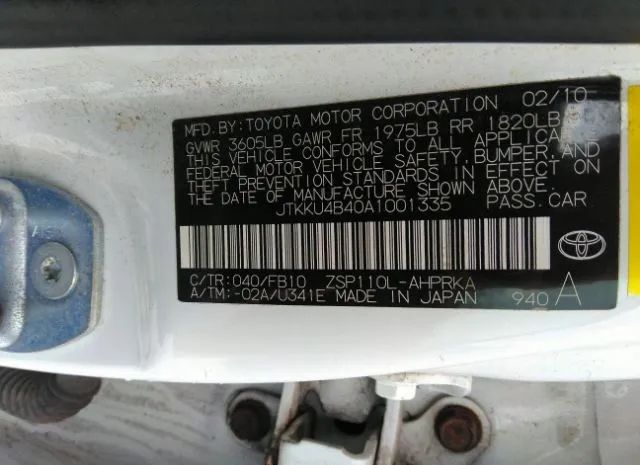 MFD. BY: TOYOTA MOTOR CORPORATION 02/10
GVWR 3605LB GAWR FR 1975LB RR 1820LB
THIS VEHICLE CONFORMS TO ALL APPLICABLE
FEDERAL MOTOR VEHICLE SAFETY, BUMPER, AND
THEFT PREVENTION STANDARDS IN EFFECT ON
THE DATE OF MANUFACTURE SHOWN ABOVE.
JTKKU4B40A1001335 PASS. CAR
C/TR: 040/FB10 ZSP110L-AHPRKA
A/TM: -02A/U341E MADE IN JAPAN 940 A